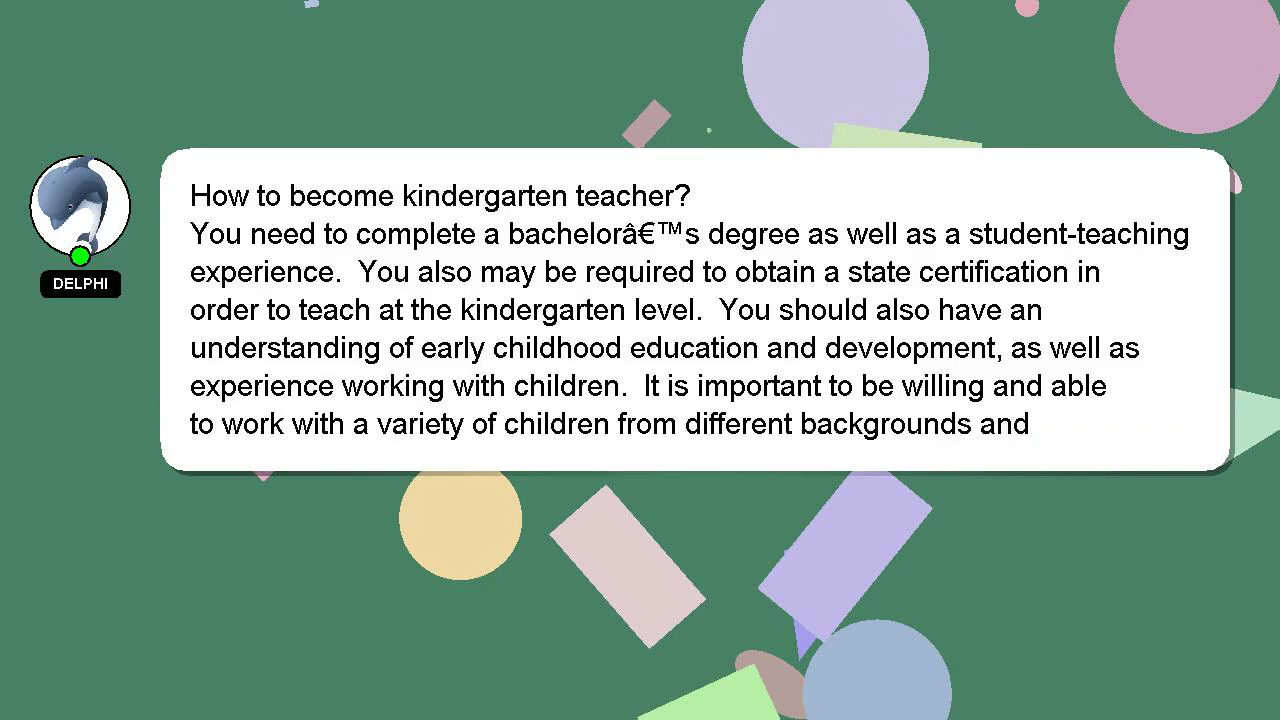 How to become kindergarten teacher?
You need to complete a bachelorâ€™s degree as well as a student-teaching
experience.  You also may be required to obtain a state certification in
order to teach at the kindergarten level.  You should also have an
understanding of early childhood education and development, as well as
experience working with children.  It is important to be willing and able
to work with a variety of children from different backgrounds and
DELPHI